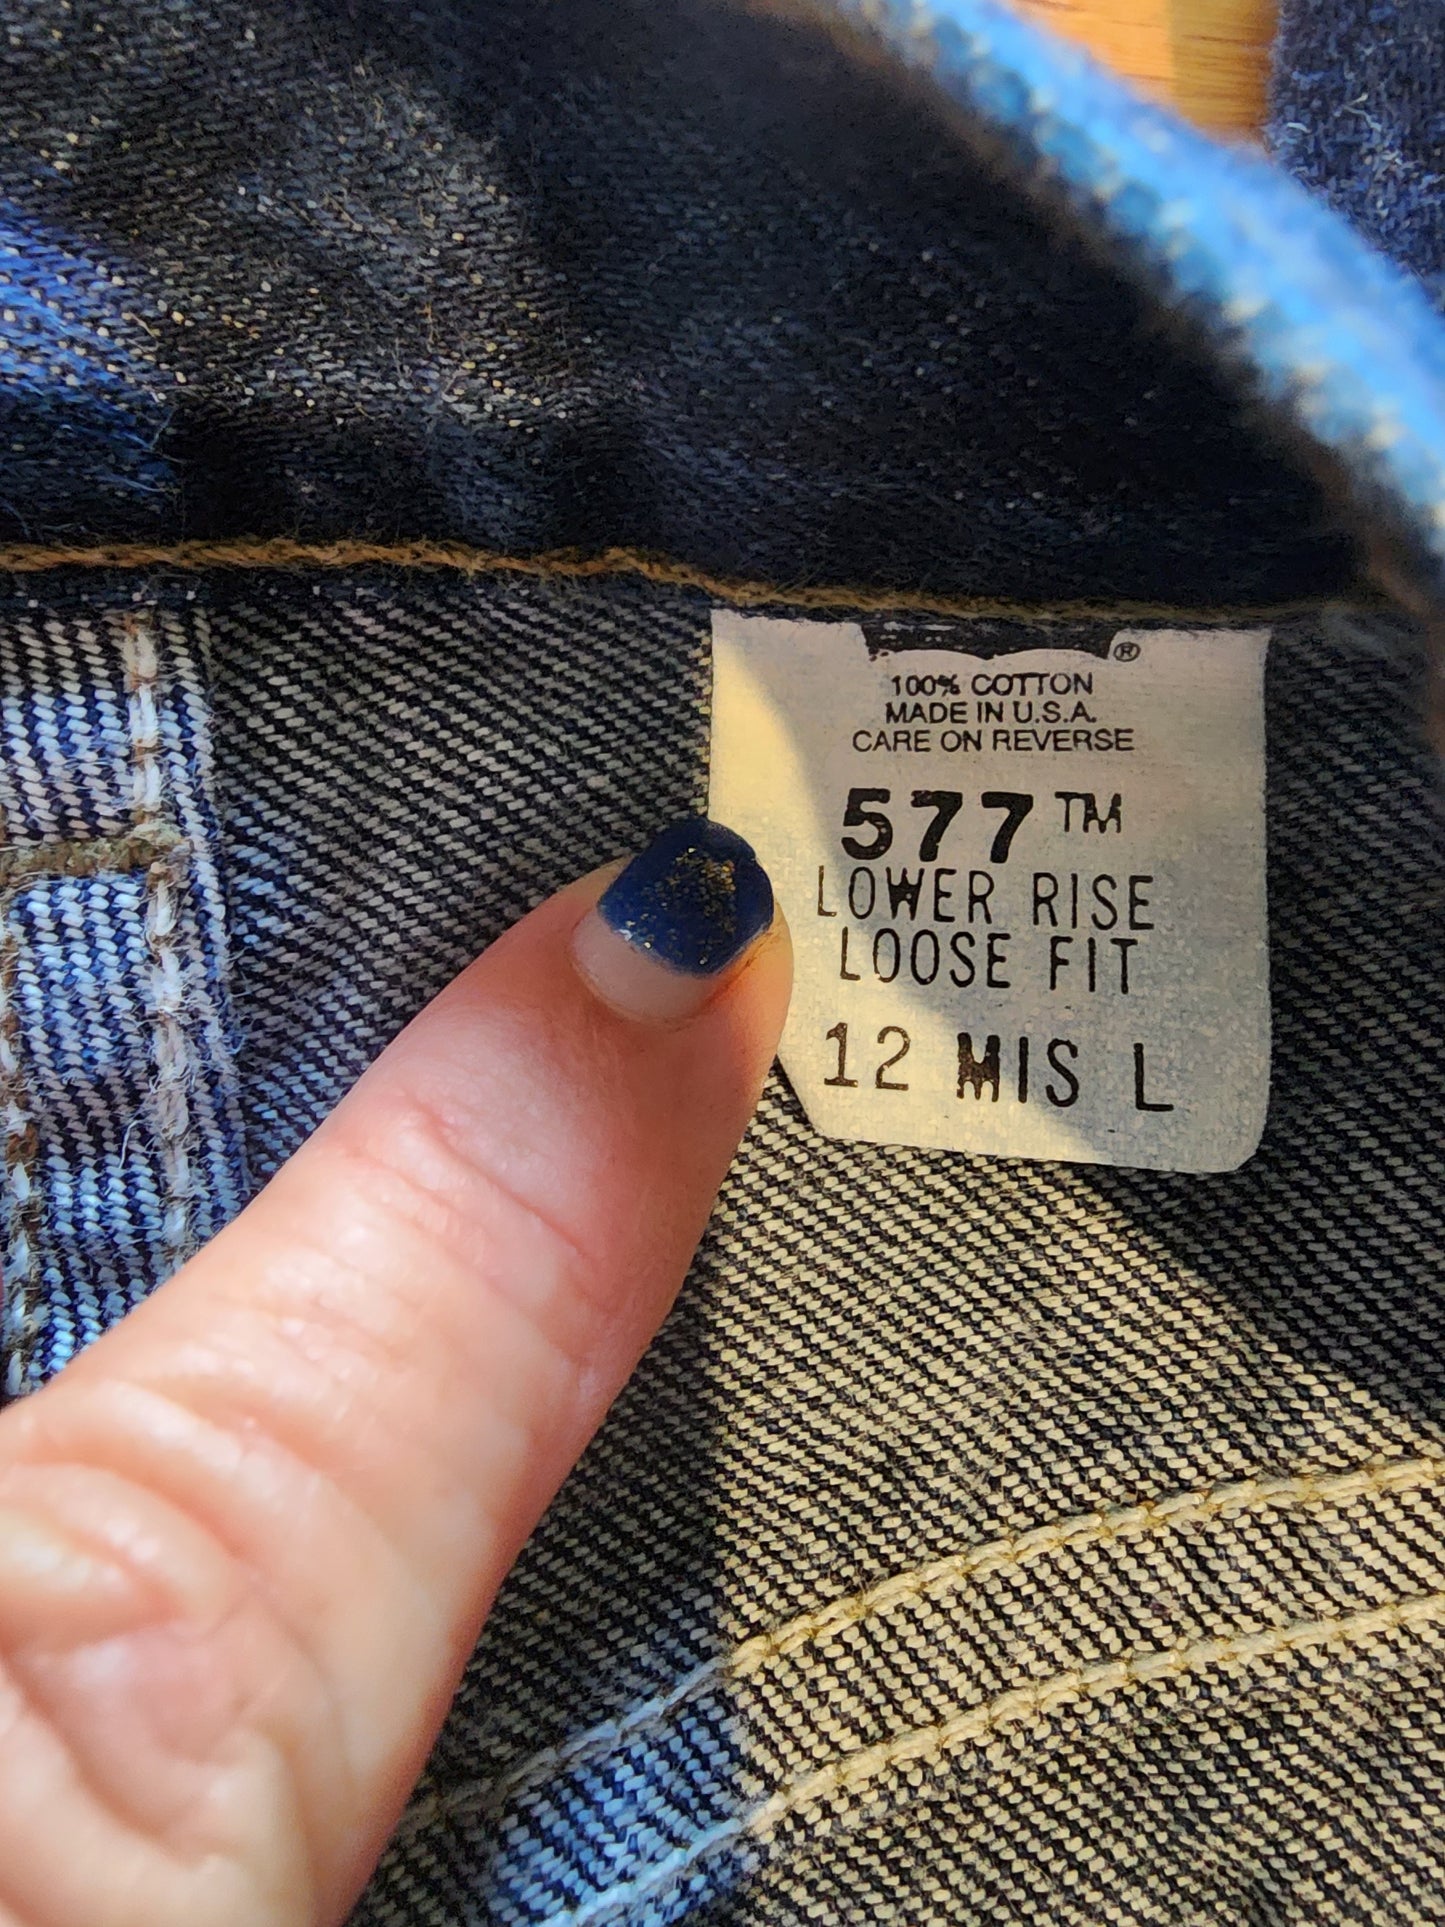 ®
100% COTTON
MADE IN U.S.A.
CARE ON REVERSE
577™
LOWER RISE
LOOSE FIT
12 MIS L